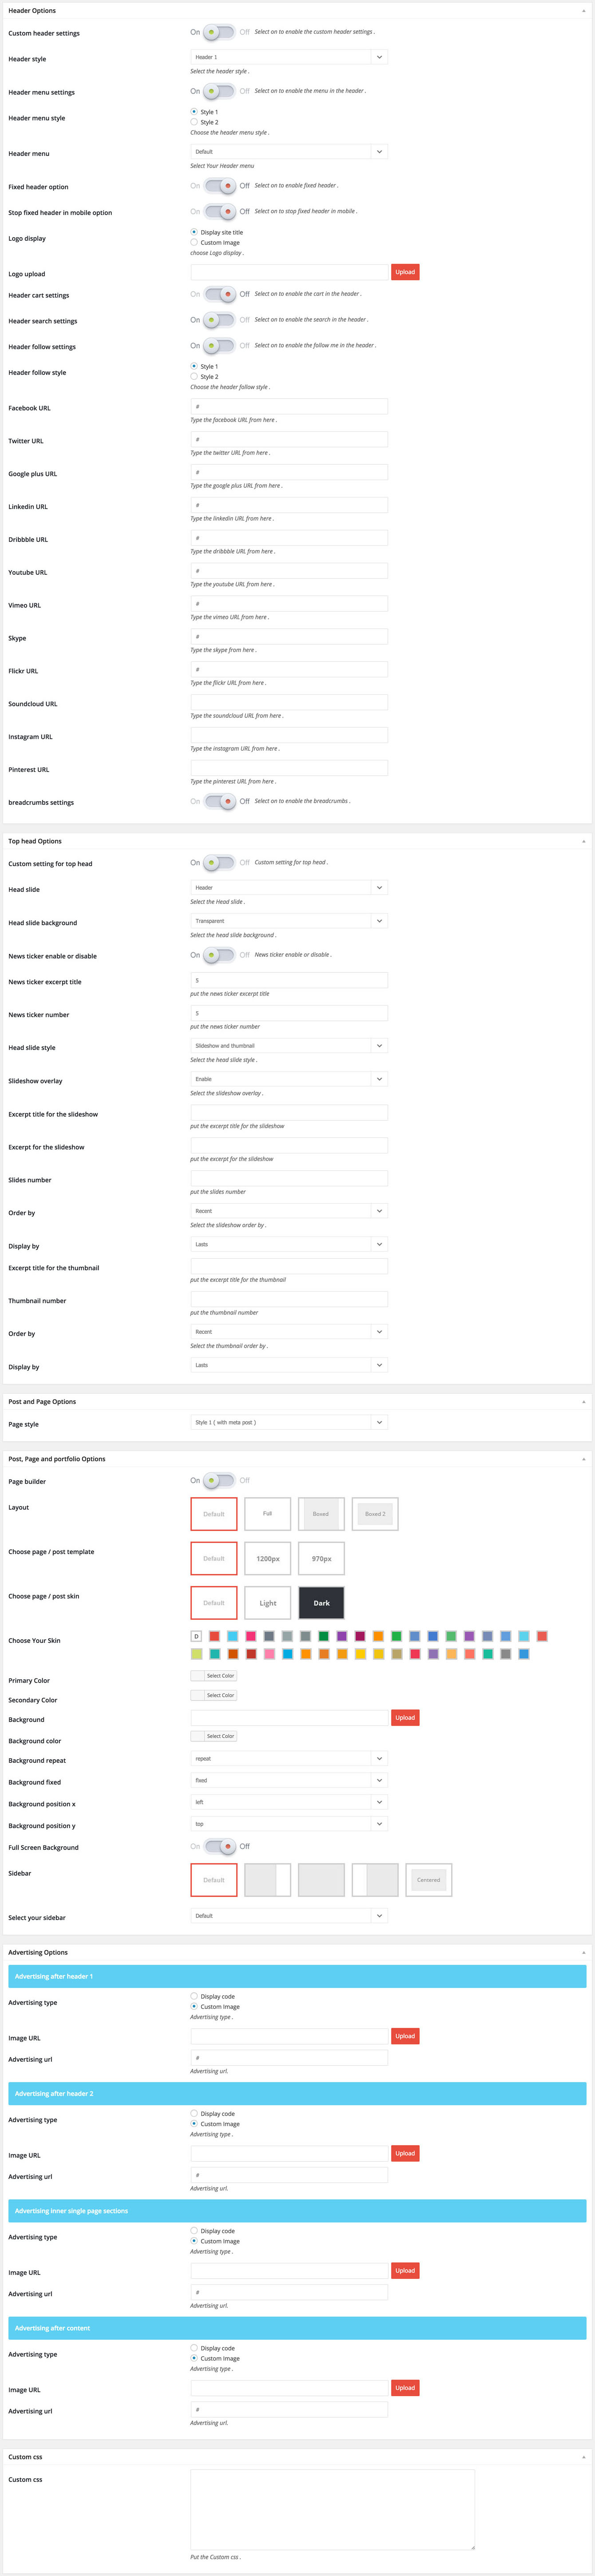 Header Options
Custom header settings
On Off Select on to enable the custom header settings .
Header style
Header 1
Select the header style .
Header menu settings
On Off Select on to enable the menu in the header .
Header menu style
Style 1
Style 2
Choose the header menu style .
Header menu
Default
Select Your Header menu
Fixed header option
On Off Select on to enable fixed header .
Stop fixed header in mobile option
On Off Select on to stop fixed header in mobile .
Logo display
Display site title
Custom Image
choose Logo display .
Logo upload
Upload
Header cart settings
On Off Select on to enable the cart in the header .
Header search settings
On Off Select on to enable the search in the header .
Header follow settings
On Off Select on to enable the follow me in the header .
Header follow style
Style 1
Style 2
Choose the header follow style .
Facebook URL
#
Type the facebook URL from here .
Twitter URL
#
Type the twitter URL from here .
Google plus URL
#
Type the google plus URL from here .
Linkedin URL
#
Type the linkedin URL from here .
Dribbble URL
#
Type the dribbble URL from here .
Youtube URL
#
Type the youtube URL from here .
Vimeo URL
#
Type the vimeo URL from here .
Skype
#
Type the skype from here .
Flickr URL
#
Type the flickr URL from here .
Soundcloud URL
Type the soundcloud URL from here .
Instagram URL
Type the instagram URL from here .
Pinterest URL
Type the pinterest URL from here .
breadcrumbs settings
On Off Select on to enable the breadcrumbs .
Top head Options
Custom setting for top head
On Off Custom setting for top head .
Head slide
Header
Select the Head slide .
Head slide background
Transparent
Select the head slide background .
News ticker enable or disable
On Off News ticker enable or disable .
News ticker excerpt title
5
put the news ticker excerpt title
News ticker number
5
put the news ticker number
Head slide style
Slideshow and thumbnail
Select the head slide style .
Slideshow overlay
Enable
Select the slideshow overlay .
Excerpt title for the slideshow
put the excerpt title for the slideshow
Excerpt for the slideshow
put the excerpt for the slideshow
Slides number
put the slides number
Order by
Recent
Select the slideshow order by .
Display by
Lasts
Excerpt title for the thumbnail
put the excerpt title for the thumbnail
Thumbnail number
put the thumbnail number
Order by
Recent
Select the thumbnail order by .
Display by
Lasts
Post and Page Options
Page style
Style 1 ( with meta post )
Post, Page and portfolio Options
Page builder
On Off
Layout
Default Full Boxed Boxed 2
Choose page / post template
Default 1200px 970px
Choose page / post skin
Default Light Dark
Choose Your Skin
D
Primary Color
Select Color
Secondary Color
Select Color
Background
Upload
Background color
Select Color
Background repeat
repeat
Background fixed
fixed
Background position x
left
Background position y
top
Full Screen Background
On Off
Sidebar
Default Centered
Select your sidebar
Default
Advertising Options
Advertising after header 1
Advertising type
Display code
Custom Image
Advertising type .
Image URL
Upload
Advertising url
#
Advertising url.
Advertising after header 2
Advertising type
Display code
Custom Image
Advertising type .
Image URL
Upload
Advertising url
#
Advertising url.
Advertising inner single page sections
Advertising type
Display code
Custom Image
Advertising type .
Image URL
Upload
Advertising url
#
Advertising url.
Advertising after content
Advertising type
Display code
Custom Image
Advertising type .
Image URL
Upload
Advertising url
#
Advertising url.
Custom css
Custom css
Put the Custom css .